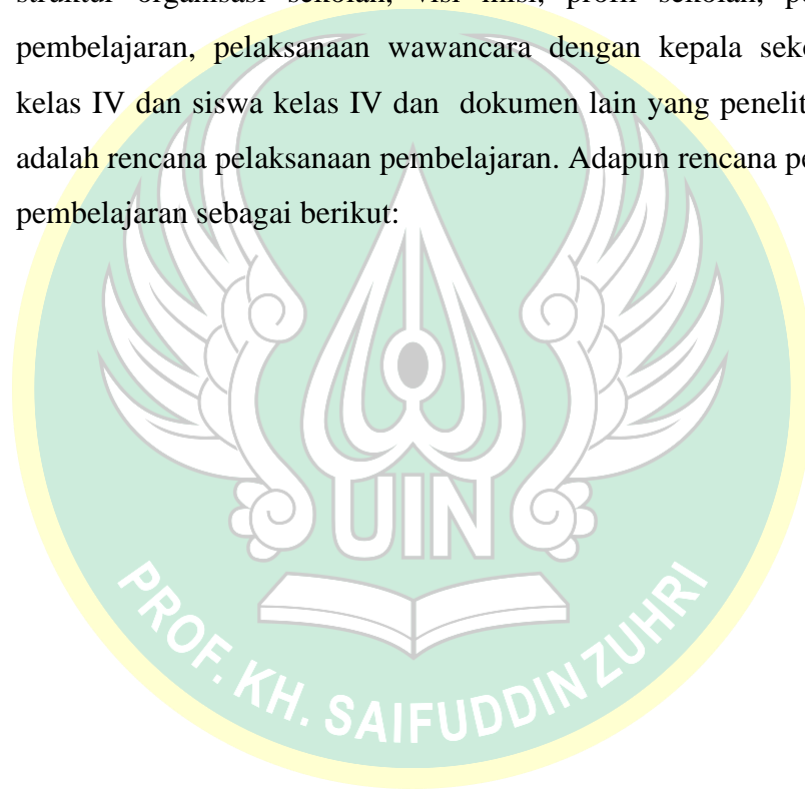 struktur organisasi sekolah, visi misi, profil sekolah,
pembelajaran, pelaksanaan wawancara dengan kepala
kelas IV dan siswa kelas IV dan dokumen lain yang
adalah rencana pelaksanaan pembelajaran. Adapun rencana
pembelajaran sebagai berikut:
UIN
PROF. KH. SAIFUDDIN ZUHRI